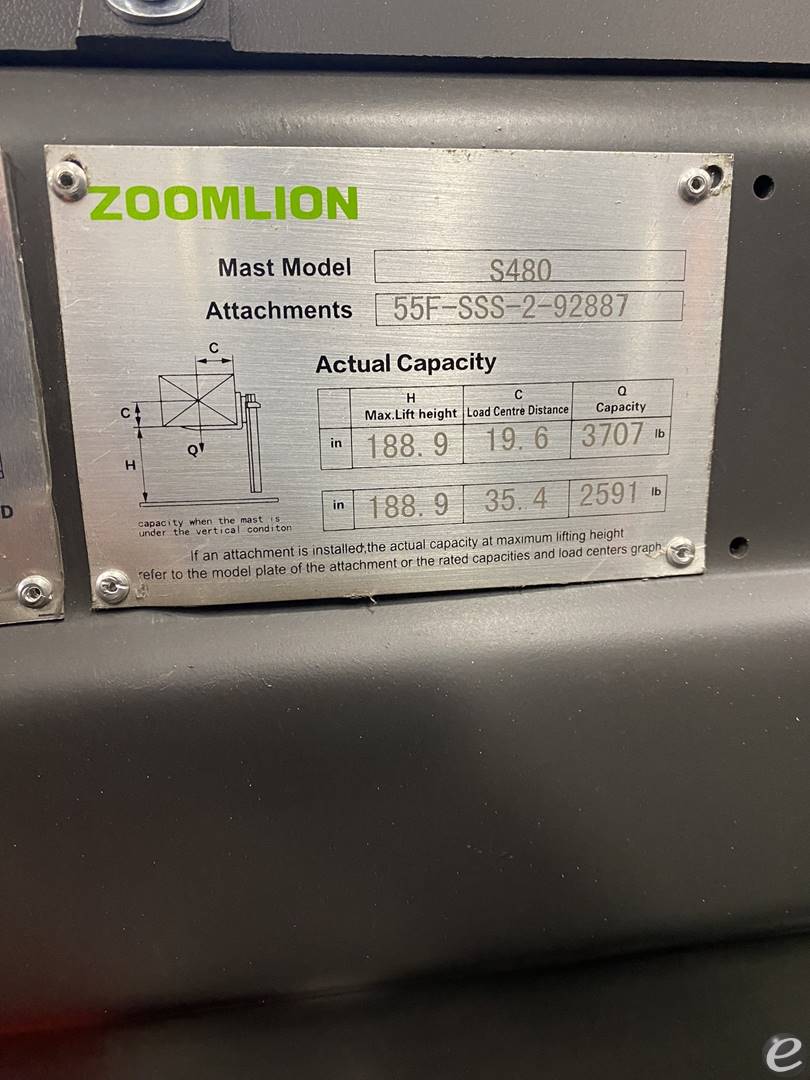 ZOOMLION
Mast Model S480
Attachments 55F-SSS-2-92887
Actual Capacity
H C Q
Max.Lift height Load Centre Distance Capacity
in 188.9 19.6 3707 lb
in 188.9 35.4 2591 lb
C
C
Q
H
capacity when the mast is
under the vertical conditon
If an attachment is installed,the actual capacity at maximum lifting height
refer to the model plate of the attachment or the rated capacities and load centers graph
D
e